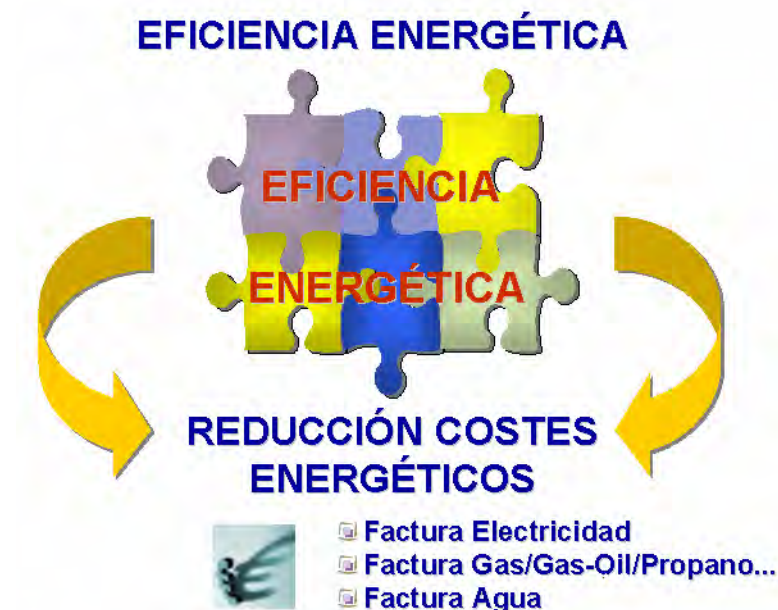 EFICIENCIA ENERGÉTICA
EFICIENCIA
ENERGÉTICA
REDUCCIÓN COSTES
ENERGÉTICOS
Factura Electricidad
Factura Gas/Gas-Oil/Propano...
Factura Agua